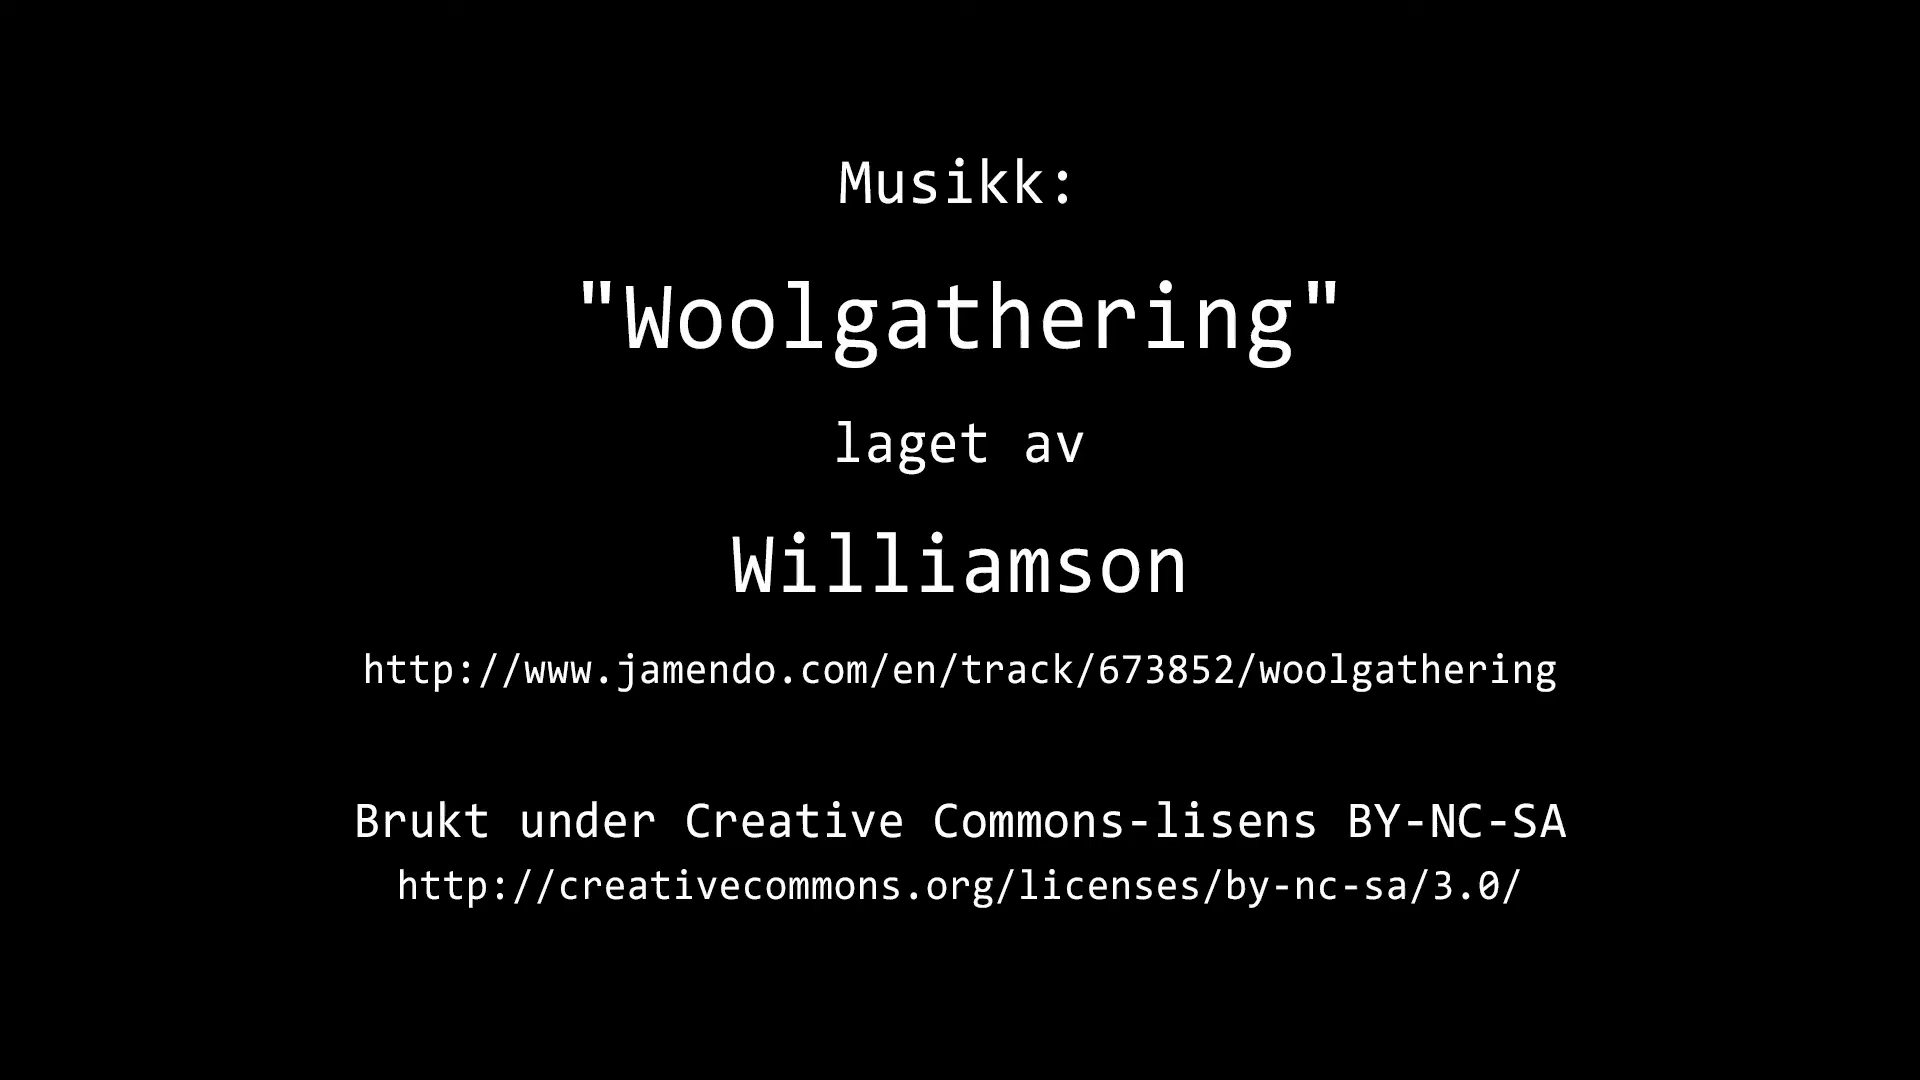 Musikk:
"Woolgathering"
laget av
Williamson
http://www.jamendo.com/en/track/673852/woolgathering
Brukt under Creative Commons-lisens BY-NC-SA
http://creativecommons.org/licenses/by-nc-sa/3.0/